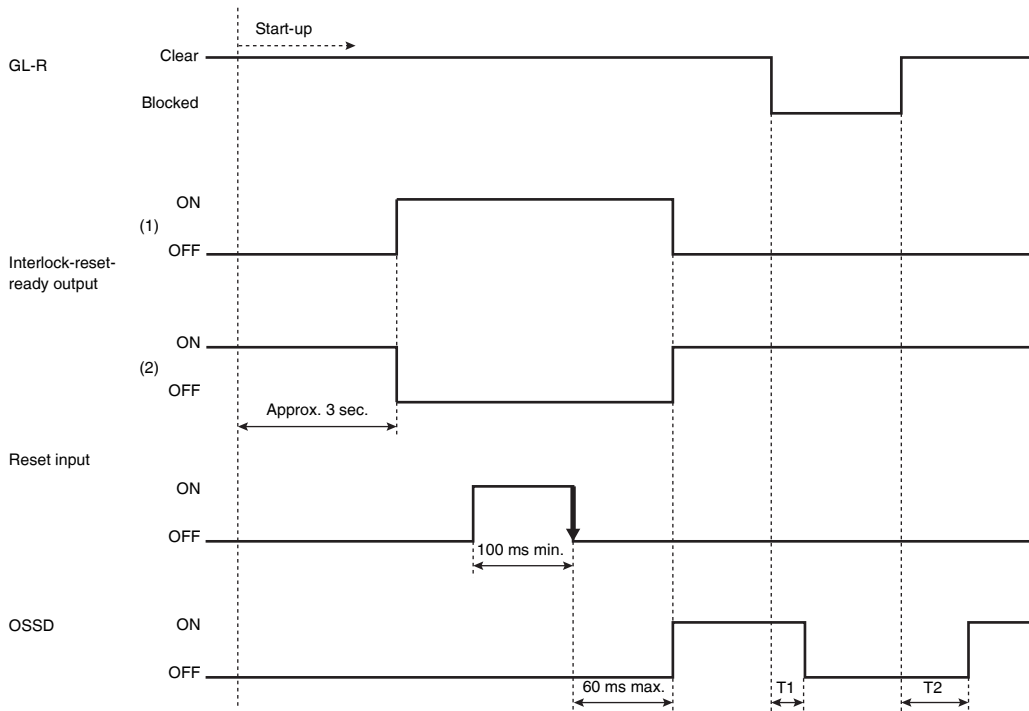 Start-up
GL-R
Clear
Blocked
ON
(1)
OFF
Interlock-reset-
ready output
ON
(2)
OFF
Approx. 3 sec.
Reset input
ON
OFF
100 ms min.
OSSD
ON
OFF
60 ms max.
T1
T2